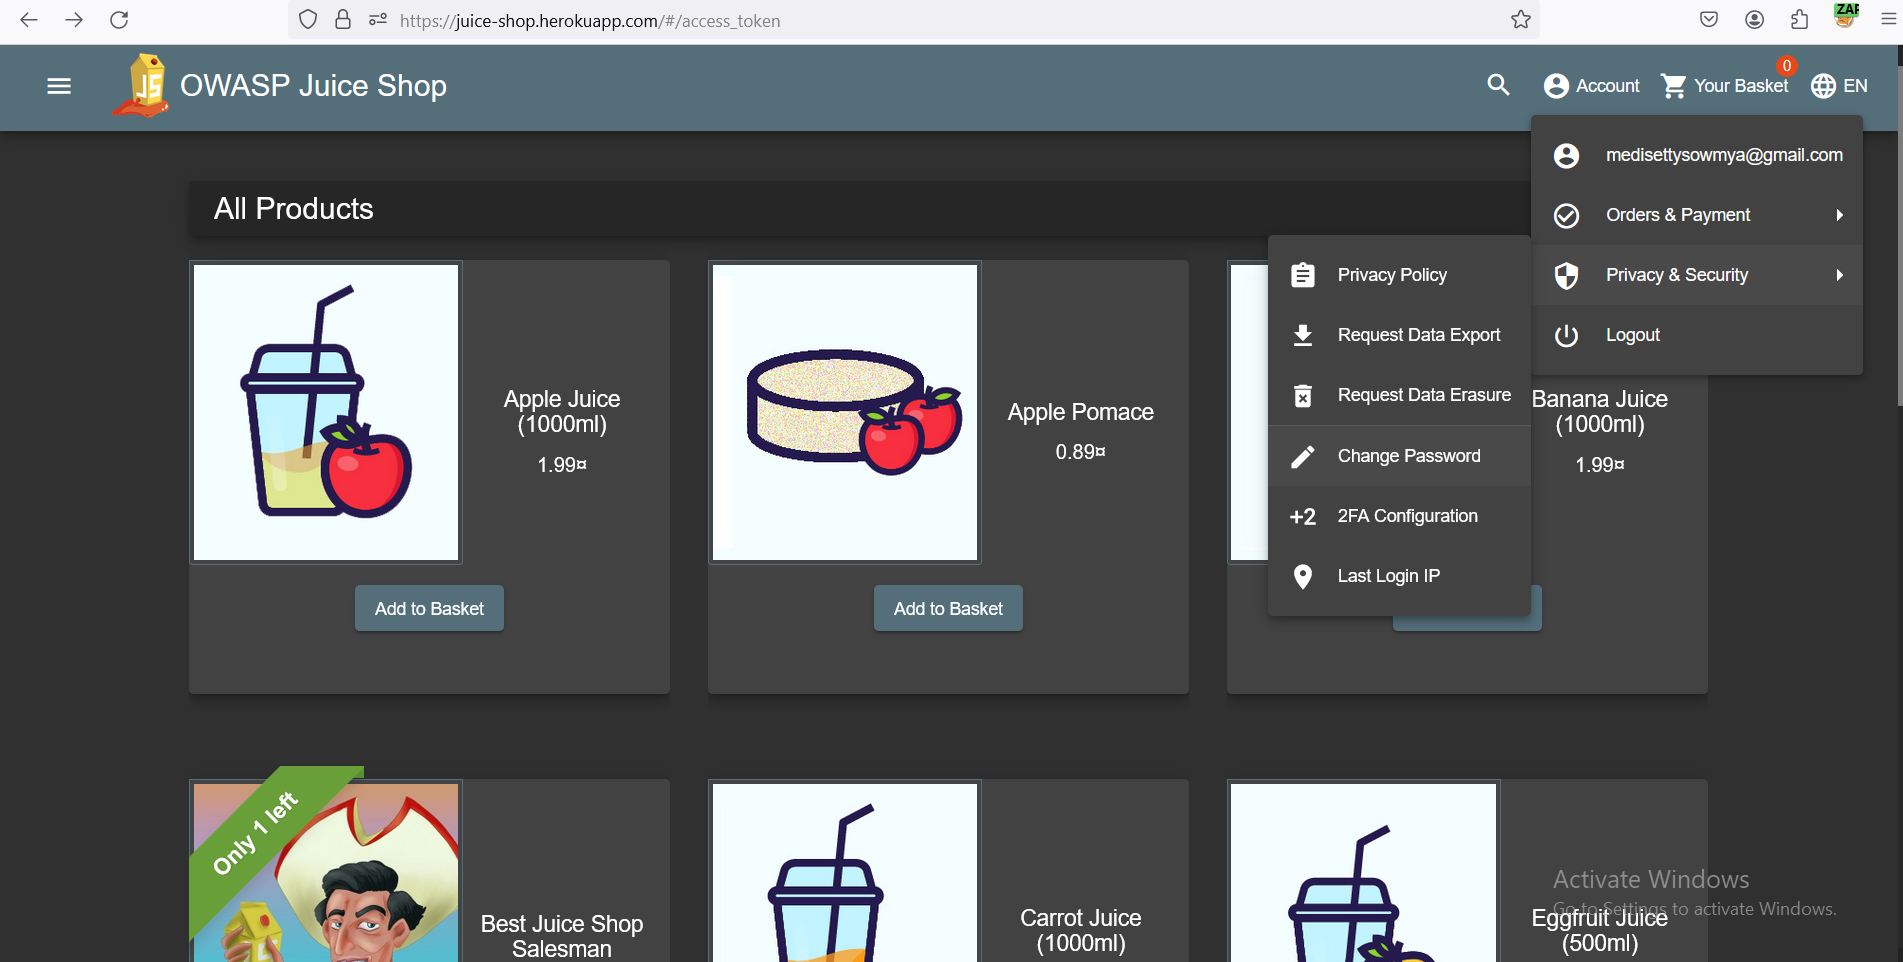 https://juice-shop.herokuapp.com/#/access_token
ZAP
JS
OWASP Juice Shop
Account
0
Your Basket
EN
medisettysowmya@gmail.com
Orders & Payment
Privacy & Security
Logout
All Products
Privacy Policy
Request Data Export
Request Data Erasure
Change Password
+2 2FA Configuration
Last Login IP
Apple Juice
(1000ml)
1.99¤
Add to Basket
Apple Pomace
0.89¤
Add to Basket
Banana Juice
(1000ml)
1.99¤
Only 1 left
Best Juice Shop
Salesman
Carrot Juice
(1000ml)
Eggfruit Juice
(500ml)
Activate Windows
Go to Settings to activate Windows.